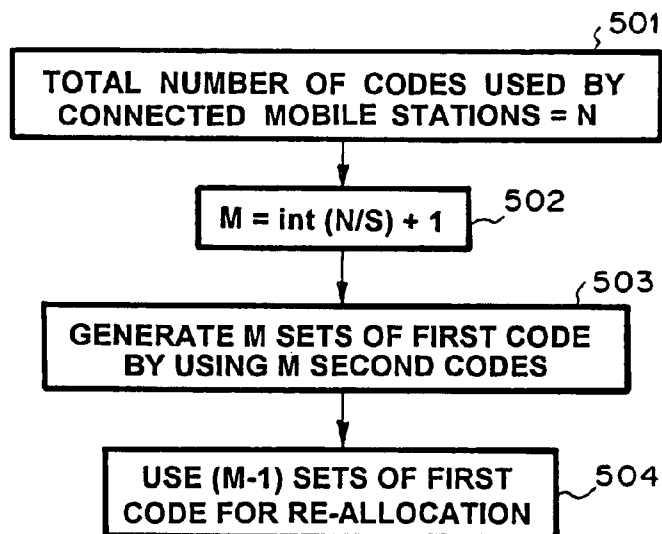 501
TOTAL NUMBER OF CODES USED BY
CONNECTED MOBILE STATIONS = N
M = int (N/S) + 1
502
503
GENERATE M SETS OF FIRST CODE
BY USING M SECOND CODES
USE (M-1) SETS OF FIRST
CODE FOR RE-ALLOCATION
504